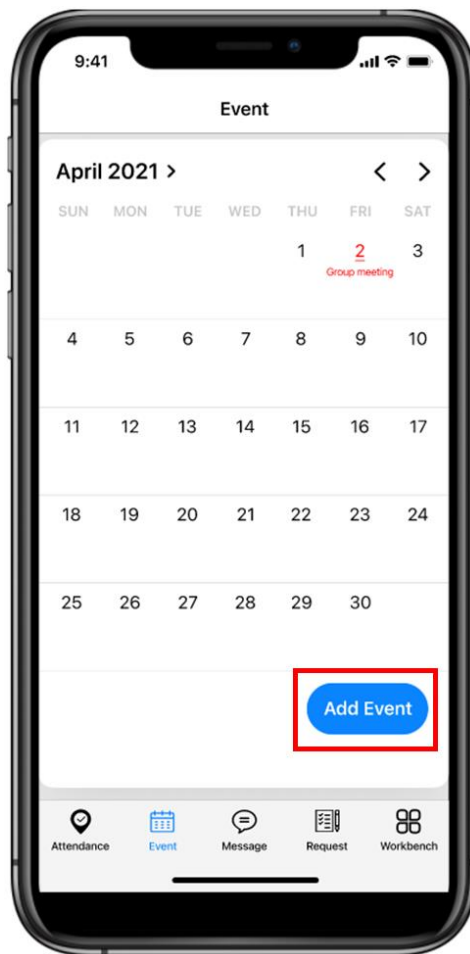 9:41
Event
April 2021 >
SUN MON TUE WED THU FRI SAT
1 2 3
Group meeting
4 5 6 7 8 9 10
11 12 13 14 15 16 17
18 19 20 21 22 23 24
25 26 27 28 29 30
Add Event
Attendance Event Message Request Workbench